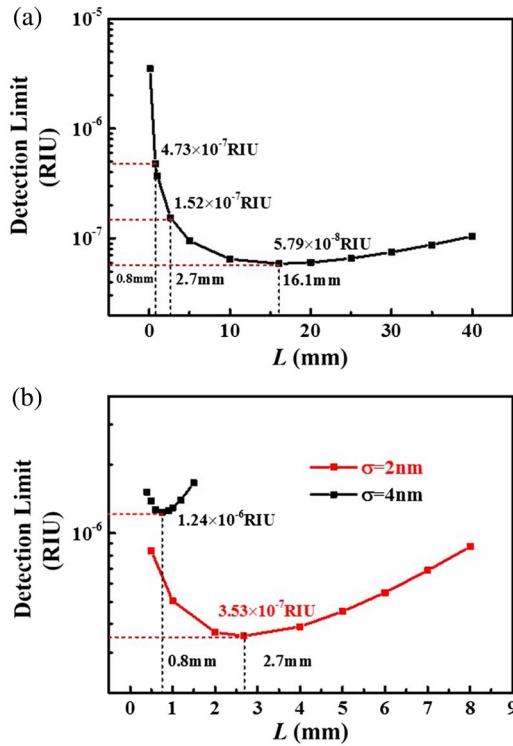 (a)
10^-5
10^-6
10^-7
Detection Limit
(RIU)
4.73×10^-7RIU
1.52×10^-7RIU
5.79×10^-8RIU
0.8mm
2.7mm
16.1mm
0 10 20 30 40
L (mm)
(b)
10^-6
Detection Limit
(RIU)
σ=2nm
σ=4nm
1.24×10^-6RIU
3.53×10^-7RIU
0.8mm
2.7mm
0 1 2 3 4 5 6 7 8 9
L (mm)